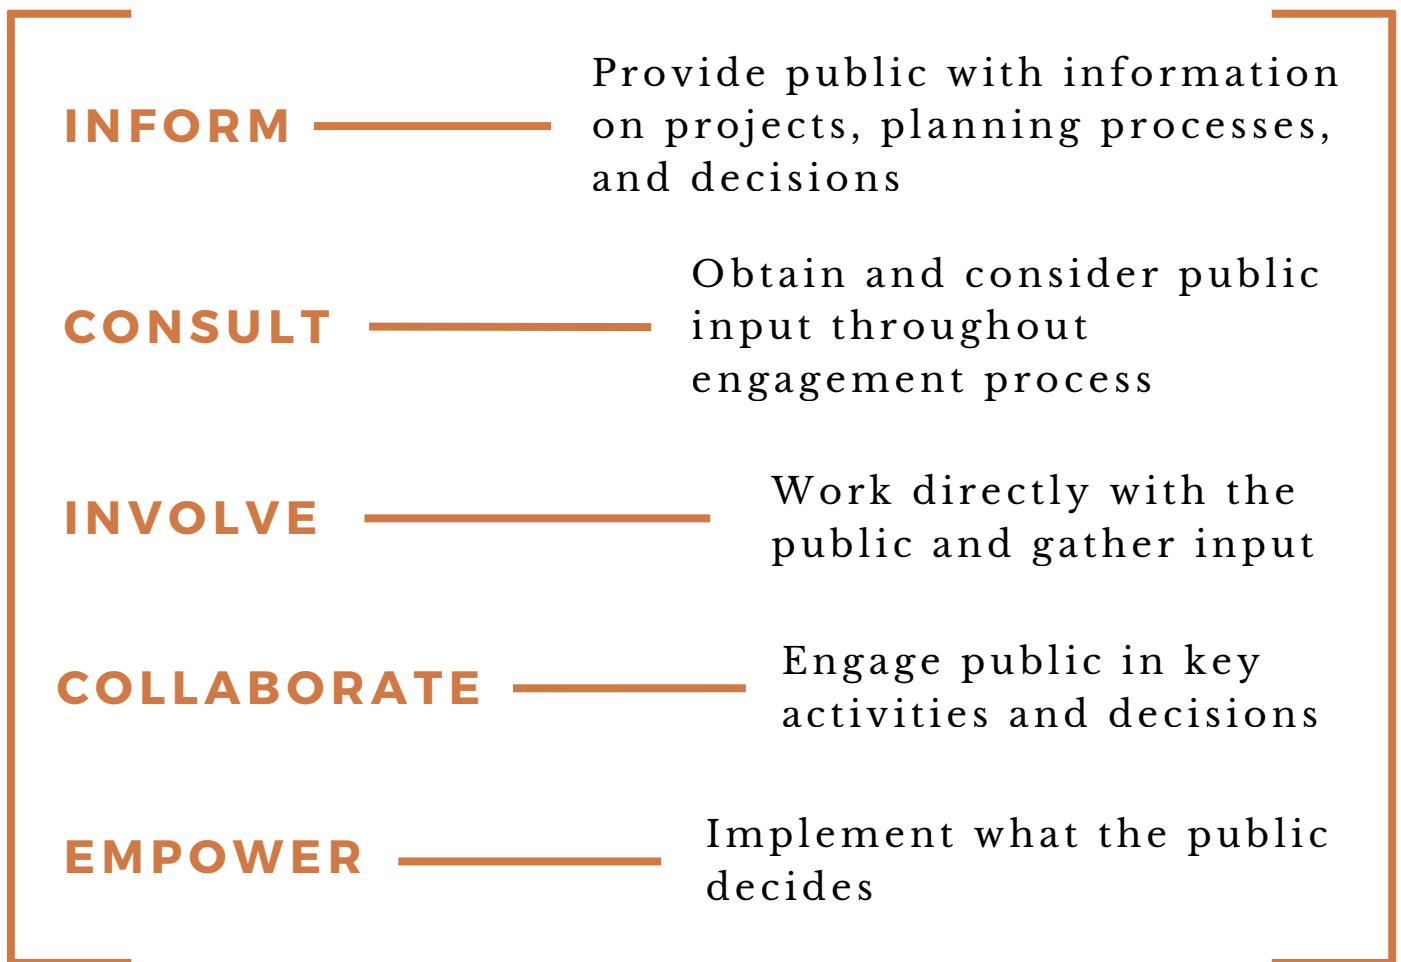 INFORM
Provide public with information
on projects, planning processes,
and decisions
CONSULT
Obtain and consider public
input throughout
engagement process
INVOLVE
Work directly with the
public and gather input
COLLABORATE
Engage public in key
activities and decisions
EMPOWER
Implement what the public
decides